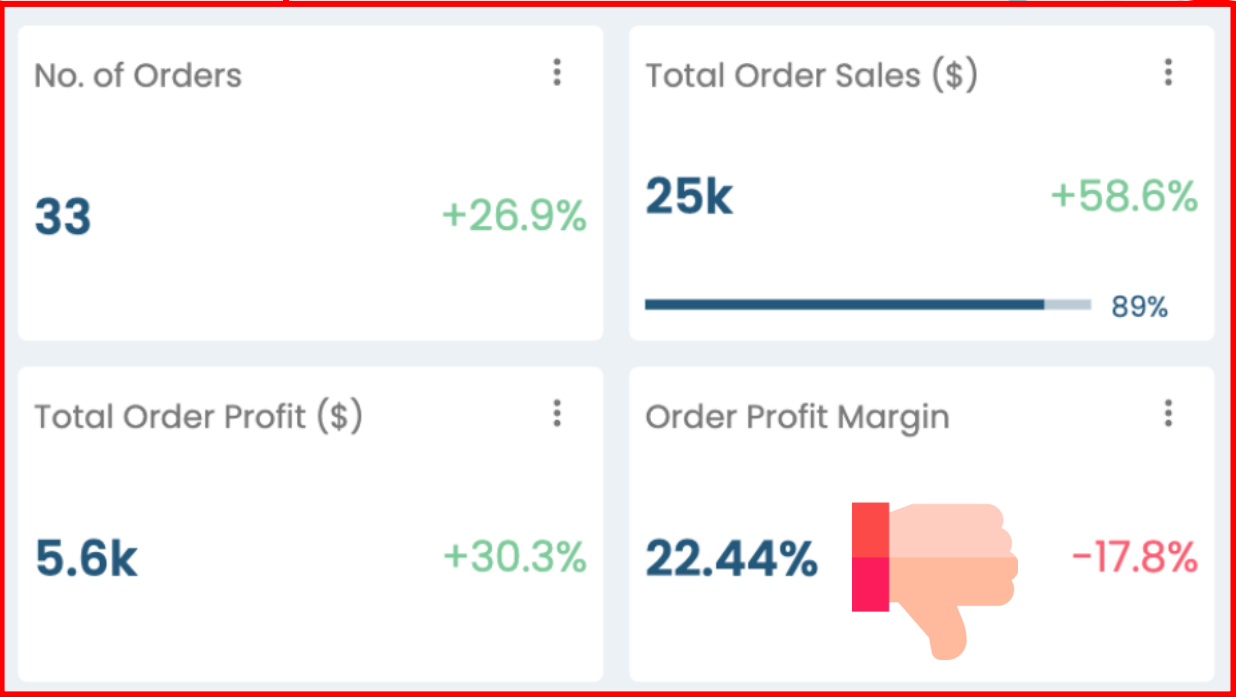 No. of Orders
33 +26.9%
Total Order Sales ($)
25k +58.6%
89%
Total Order Profit ($)
5.6k +30.3%
Order Profit Margin
22.44% -17.8%